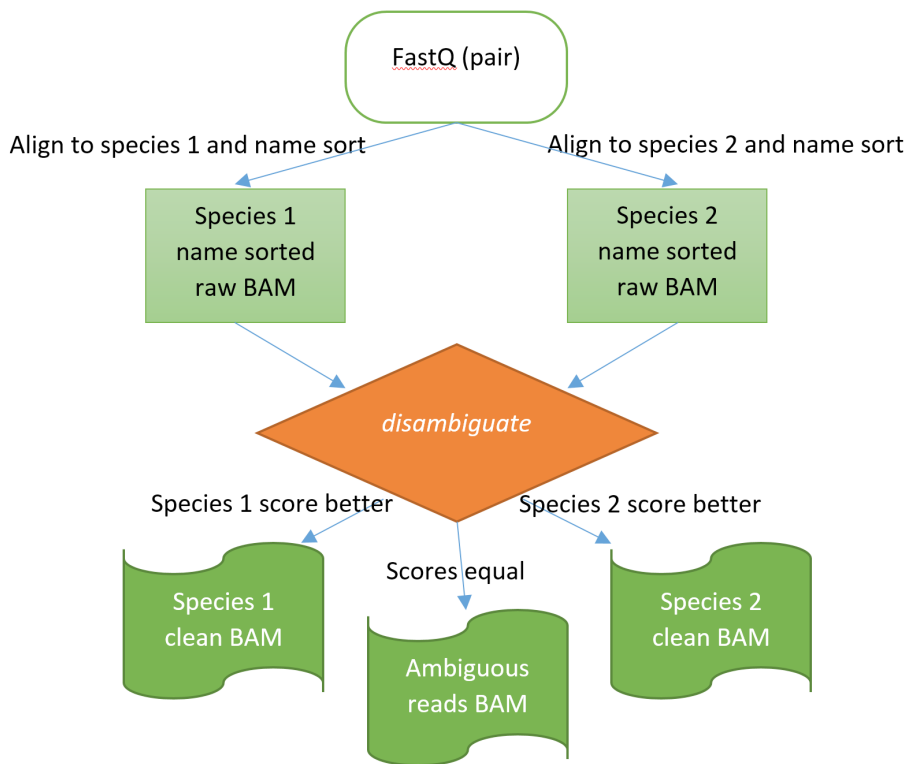 FastQ (pair)
Align to species 1 and name sort
Align to species 2 and name sort
Species 1
name sorted
raw BAM
Species 2
name sorted
raw BAM
disambiguate
Species 1 score better
Species 2 score better
Scores equal
Species 1
clean BAM
Species 2
clean BAM
Ambiguous
reads BAM